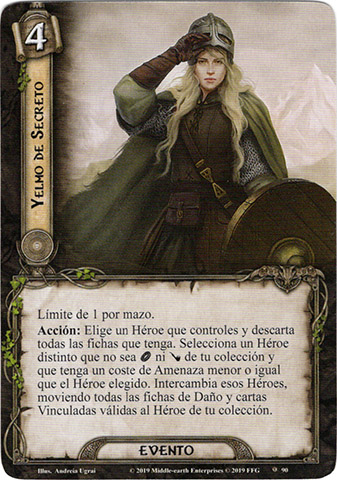 4
YELMO DE SECRETO
Límite de 1 por mazo.
Acción: Elige un Héroe que controles y descarta
todas las fichas que tenga. Selecciona un Héroe
distinto que no sea ni de tu colección y
que tenga un coste de Amenaza menor o igual
que el Héroe elegido. Intercambia esos Héroes,
moviendo todas las fichas de Daño y cartas
Vinculadas válidas al Héroe de tu colección.
EVENTO
Illus. Andreia Ugrai © 2019 Middle-earth Enterprises © 2019 FFG 90